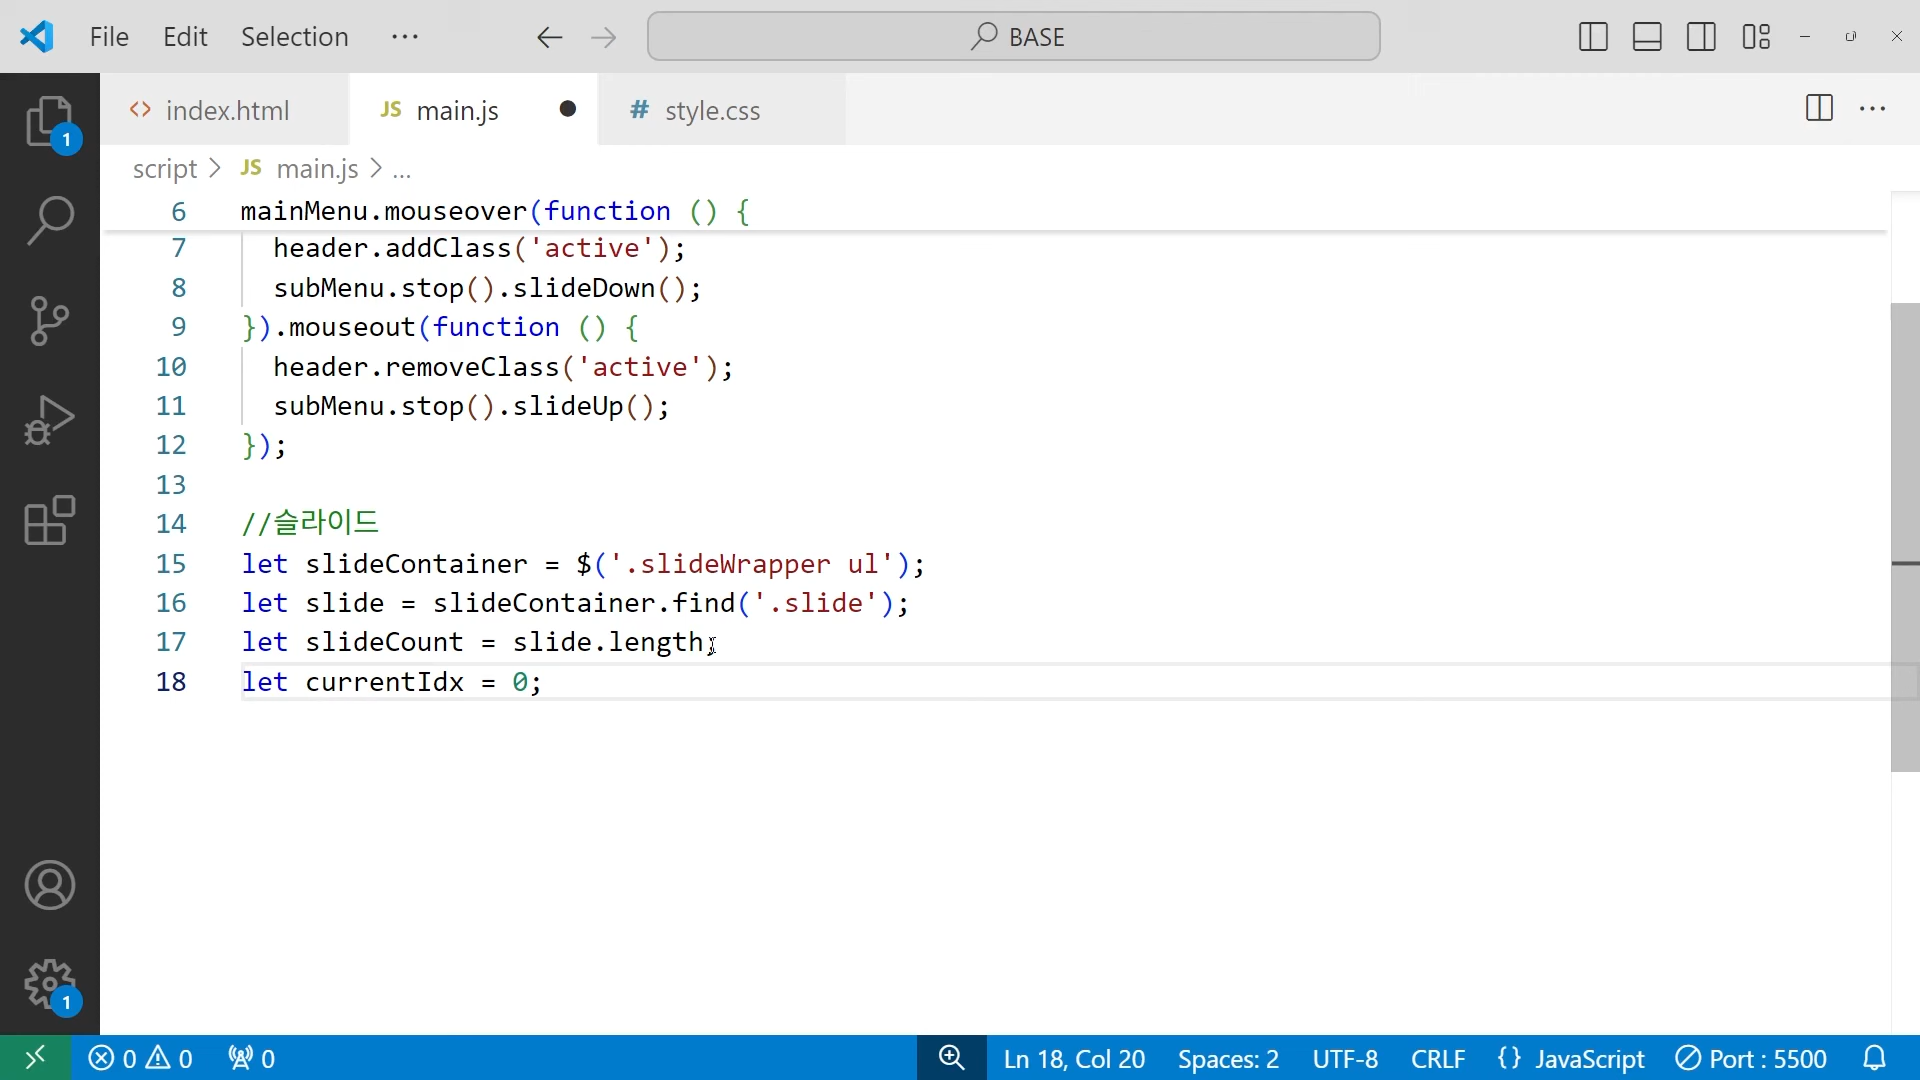 File Edit Selection ··· BASE
1
index.html JS main.js # style.css
script > JS main.js > ...
6 mainMenu.mouseover(function () {
7 header.addClass('active');
8 subMenu.stop().slideDown();
9 }).mouseout(function () {
10 header.removeClass('active');
11 subMenu.stop().slideUp();
12 });
13
14 //슬라이드
15 let slideContainer = $('.slideWrapper ul');
16 let slide = slideContainer.find('.slide');
17 let slideCount = slide.length;
18 let currentIdx = 0;
1
0 0 0 Ln 18, Col 20 Spaces: 2 UTF-8 CRLF {} JavaScript Port : 5500